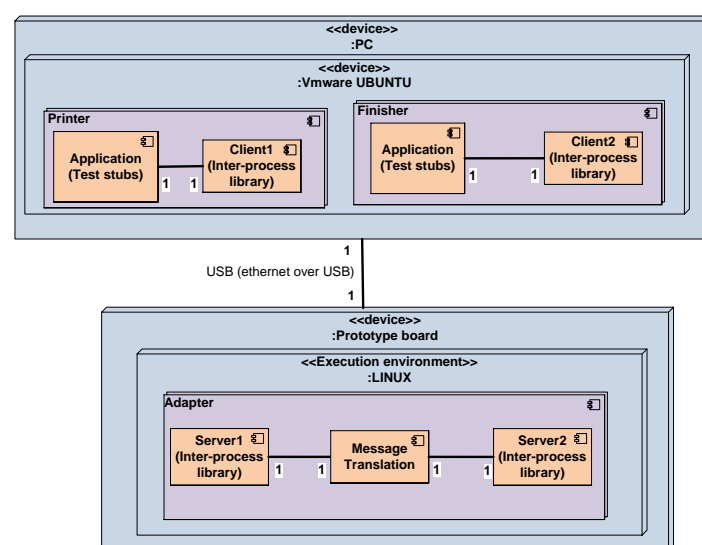 <<device>>
:PC
<<device>>
:Vmware UBUNTU
Printer
Application
(Test stubs)
1
1
Client1
(Inter-process
library)
Finisher
Application
(Test stubs)
1
1
Client2
(Inter-process
library)
1
USB (ethernet over USB)
1
<<device>>
:Prototype board
<<Execution environment>>
:LINUX
Adapter
Server1
(Inter-process
library)
1
1
Message
Translation
1
1
Server2
(Inter-process
library)